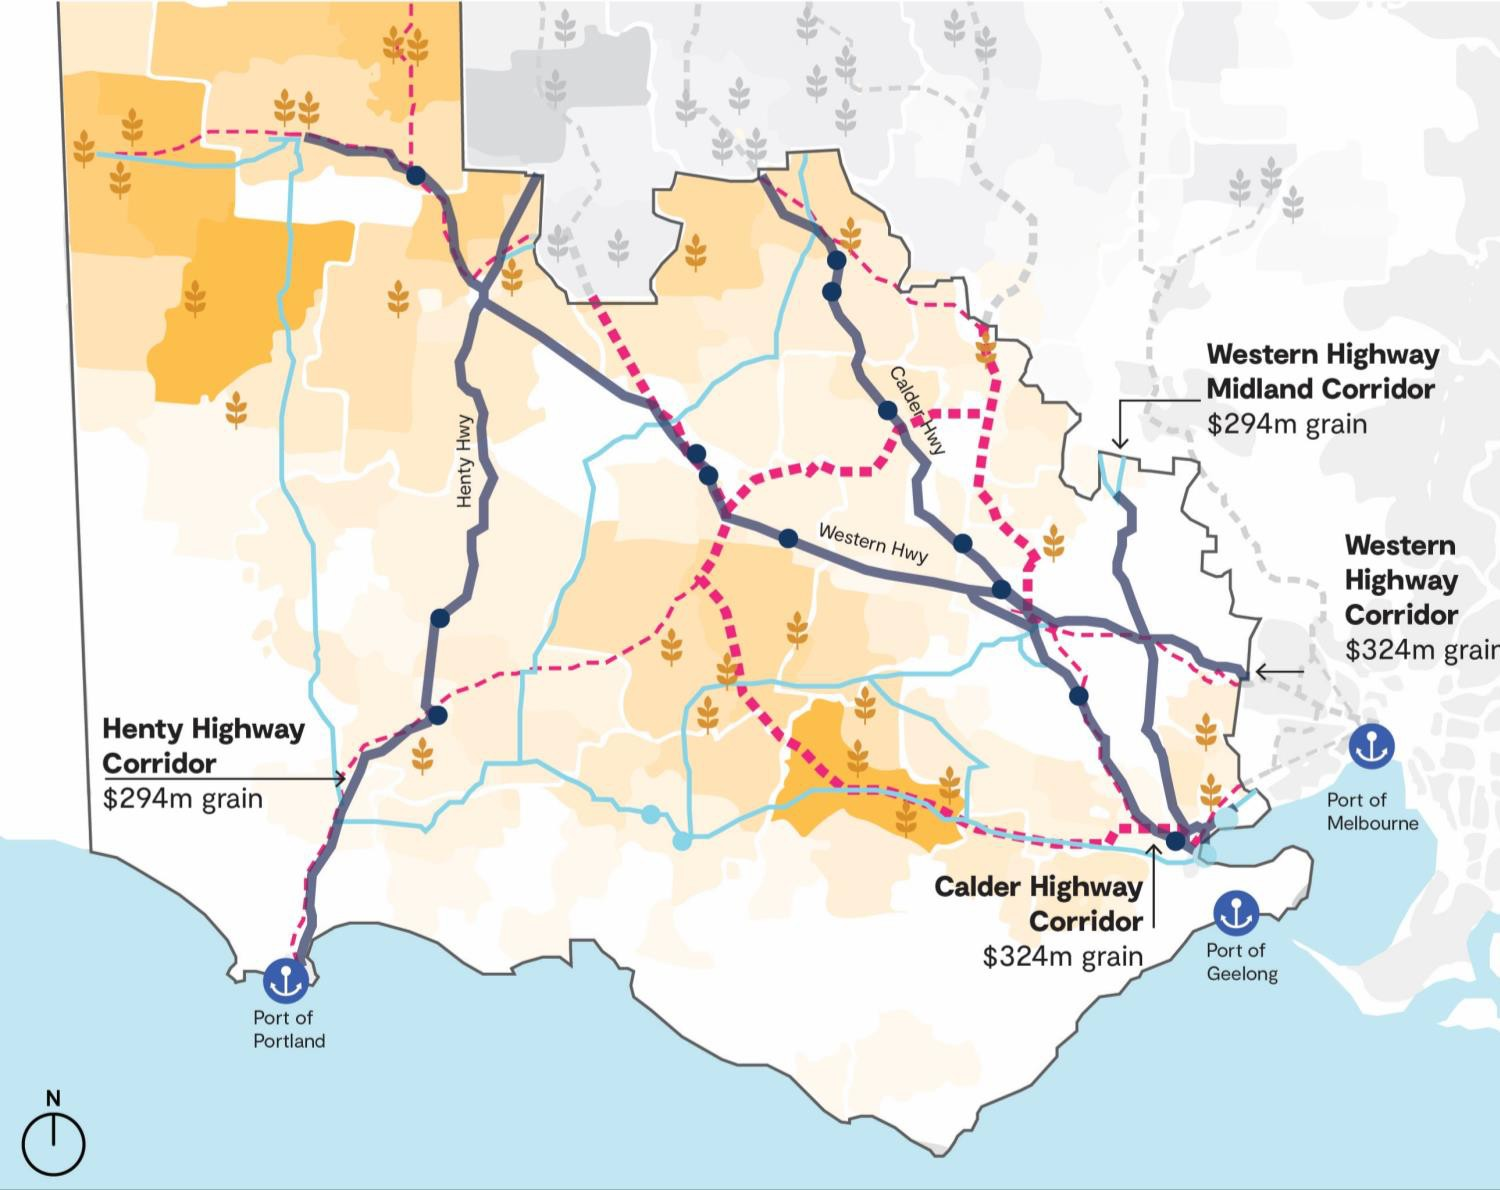 Western Highway
Midland Corridor
$294m grain
Calder Hwy
Henty Hwy
Western Hwy
Western
Highway
Corridor
$324m grain
Henty Highway
Corridor
$294m grain
Port of
Melbourne
Calder Highway
Corridor
$324m grain
Port of
Geelong
Port of
Portland
N